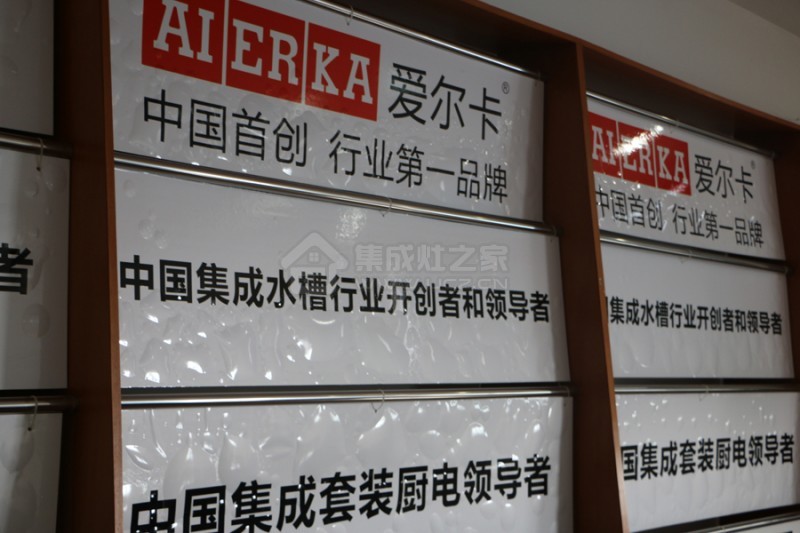 AIERKA 爱尔卡®
中国首创 行业第一品牌
中国集成水槽行业开创者和领导者
中国集成套装厨电领导者
AIERKA 爱尔卡
中国首创 行业第一品牌
集成水槽行业开创者和领导者
国集成套装厨电领导者
者
集成灶之家